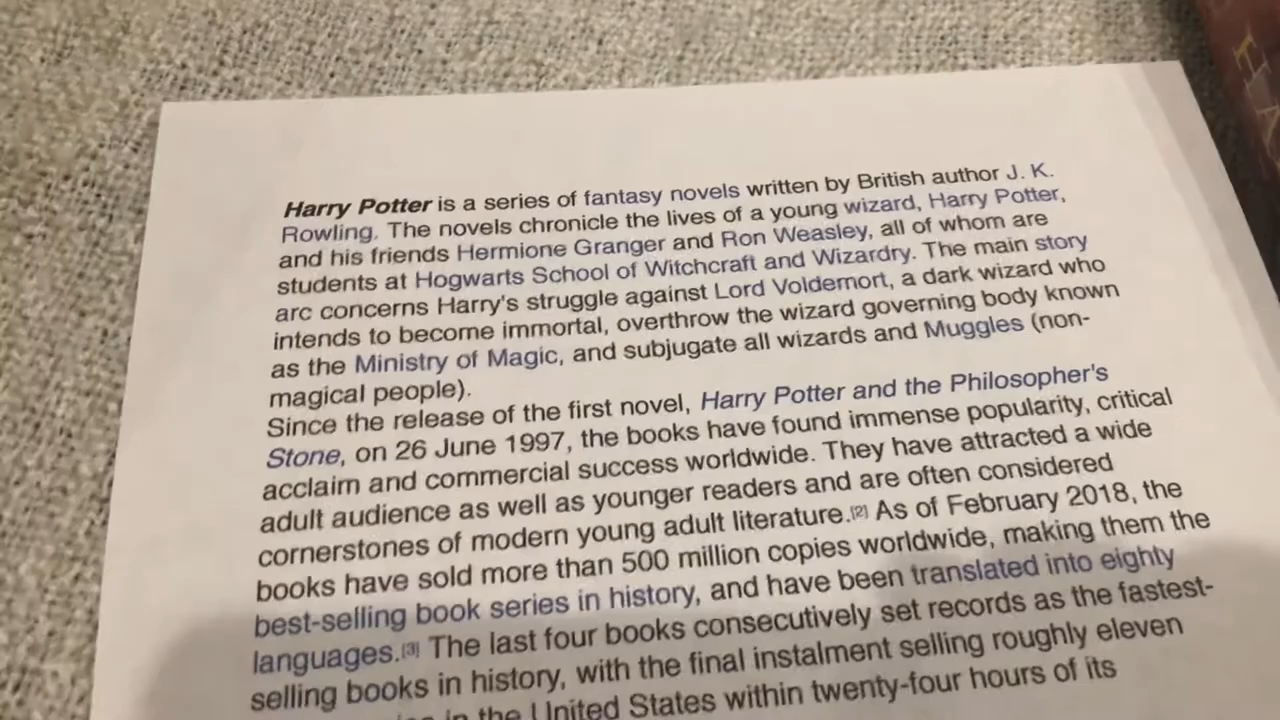 Harry Potter is a series of fantasy novels written by British author J. K.
Rowling. The novels chronicle the lives of a young wizard, Harry Potter,
and his friends Hermione Granger and Ron Weasley, all of whom are
students at Hogwarts School of Witchcraft and Wizardry. The main story
arc concerns Harry's struggle against Lord Voldemort, a dark wizard who
intends to become immortal, overthrow the wizard governing body known
as the Ministry of Magic, and subjugate all wizards and Muggles (non-
magical people).
Since the release of the first novel, Harry Potter and the Philosopher's
Stone, on 26 June 1997, the books have found immense popularity, critical
acclaim and commercial success worldwide. They have attracted a wide
adult audience as well as younger readers and are often considered
cornerstones of modern young adult literature.[2] As of February 2018, the
books have sold more than 500 million copies worldwide, making them the
best-selling book series in history, and have been translated into eighty
languages.[3] The last four books consecutively set records as the fastest-
selling books in history, with the final instalment selling roughly eleven
in the United States within twenty-four hours of its